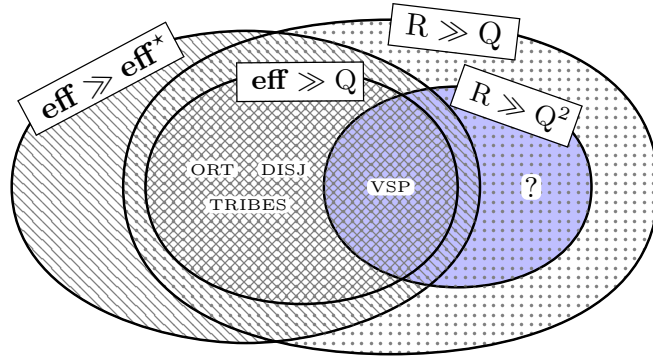 R ≫ Q
eff ≫ eff⋆
eff ≫ Q
R ≫ Q²
ORT DISJ
VSP
?
TRIBES